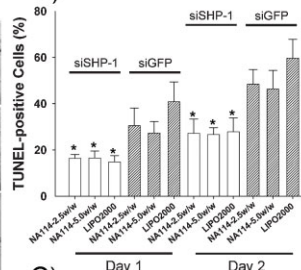 TUNEL-positive Cells (%)
80
60
40
20
0
siSHP-1
siGFP
siSHP-1
siGFP
* * *
* * *
NA114-2.5w/w
NA114-5.0w/w
LIPO2000
NA114-2.5w/w
NA114-5.0w/w
LIPO2000
NA114-2.5w/w
NA114-5.0w/w
LIPO2000
NA114-2.5w/w
NA114-5.0w/w
LIPO2000
Day 1
Day 2